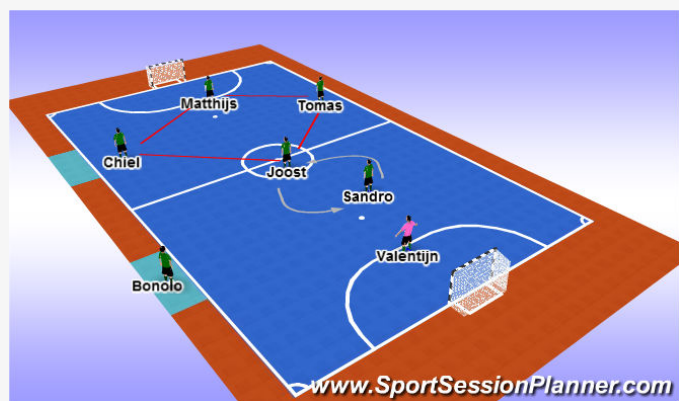 Matthijs
Tomas
Chiel
Joost
Sandro
Valentijn
Bonolo
www.SportSessionPlanner.com